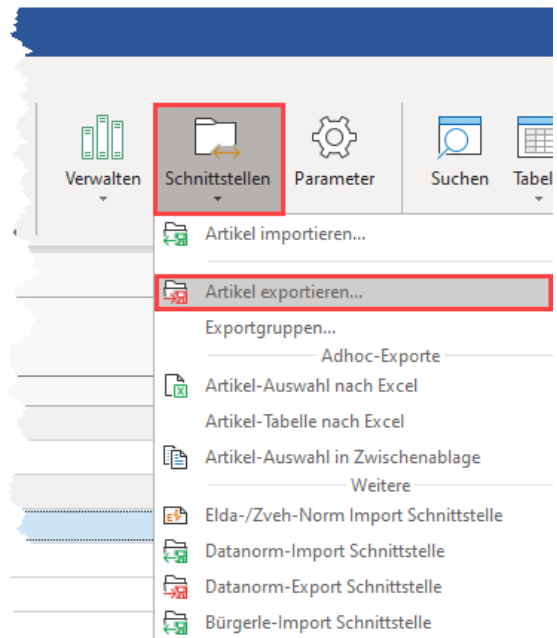 Verwalten Schnittstellen Parameter Suchen
Artikel importieren...
Artikel exportieren...
Exportgruppen...
Adhoc-Exporte
Artikel-Auswahl nach Excel
Artikel-Tabelle nach Excel
Artikel-Auswahl in Zwischenablage
Weitere
Elda-/Zveh-Norm Import Schnittstelle
Datanorm-Import Schnittstelle
Datanorm-Export Schnittstelle
Bürgerle-Import Schnittstelle